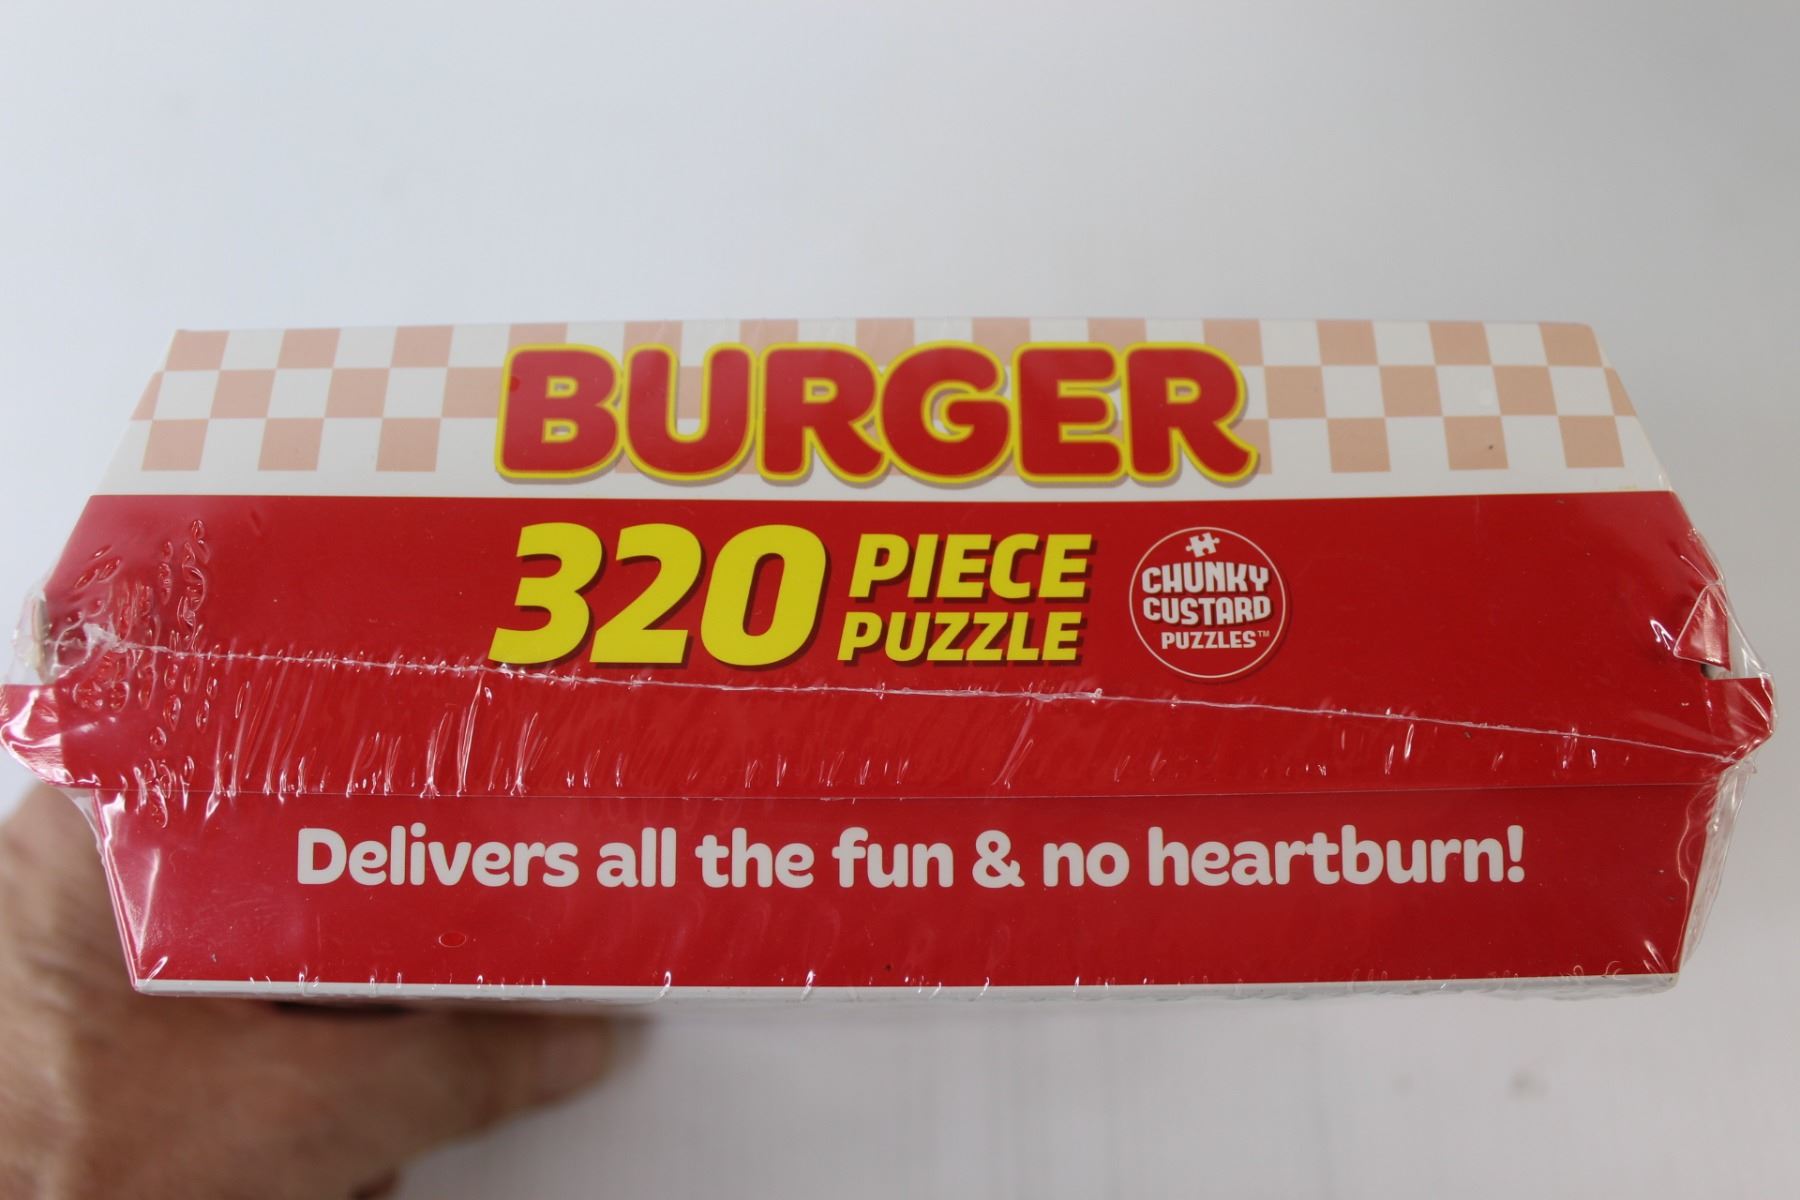 BURGER
320 PIECE
PUZZLE
CHUNKY
CUSTARD
PUZZLES™
Delivers all the fun & no heartburn!